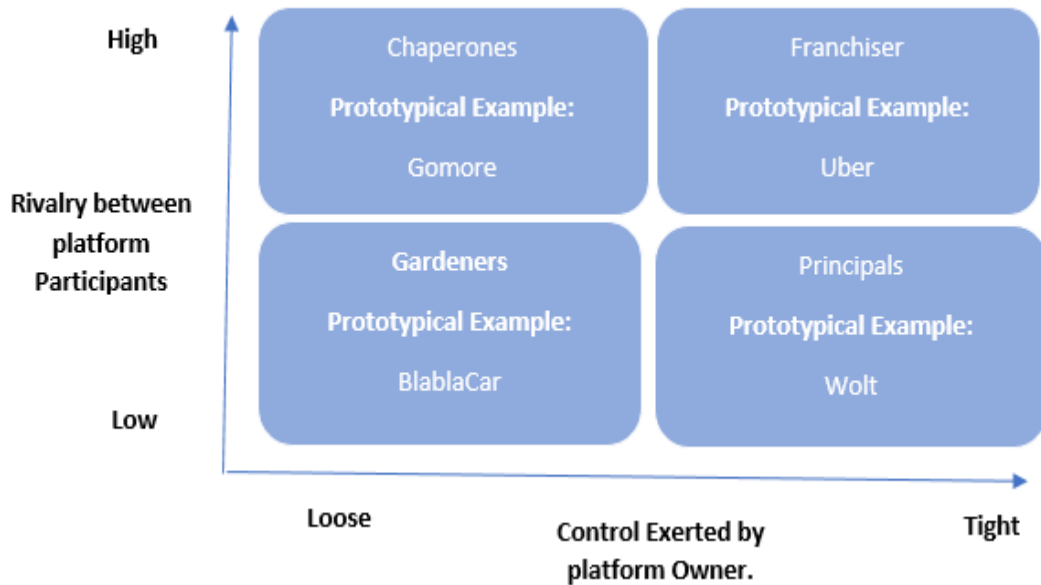 High
Rivalry between
platform
Participants
Low
Chaperones
Prototypical Example:
Gomore
Franchiser
Prototypical Example:
Uber
Gardeners
Prototypical Example:
BlablaCar
Principals
Prototypical Example:
Wolt
Loose
Control Exerted by
platform Owner.
Tight